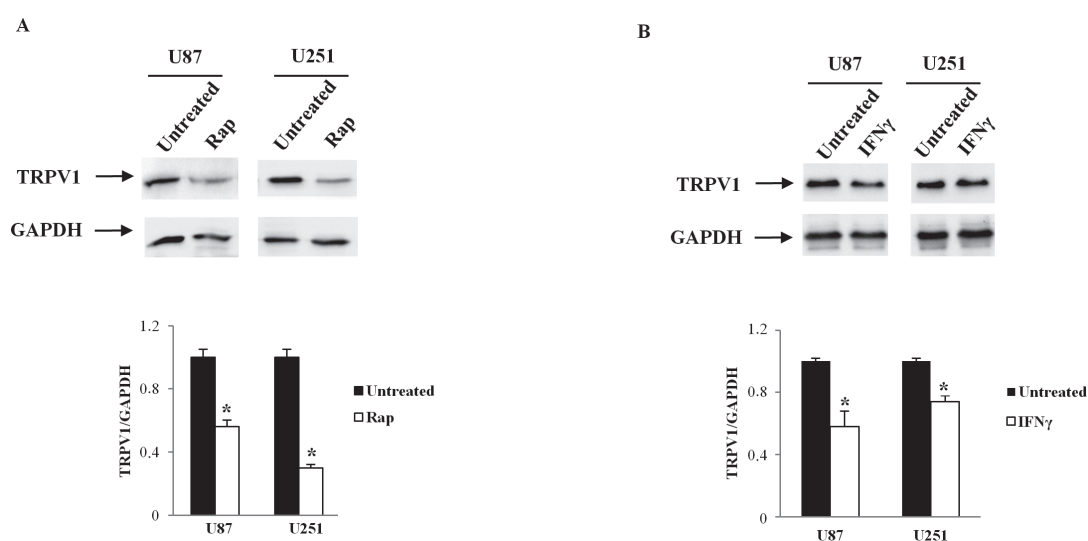 A
U87 U251
Untreated Rap Untreated Rap
TRPV1
GAPDH
1.2
0.8
0.4
0
TRPV1/GAPDH
* *
U87 U251
Untreated
Rap
B
U87 U251
Untreated IFNγ Untreated IFNγ
TRPV1
GAPDH
1.2
0.8
0.4
0
TRPV1/GAPDH
* *
U87 U251
Untreated
IFNγ